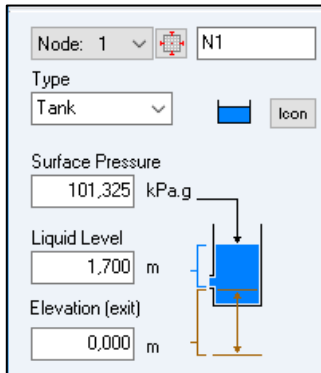 Node: 1 N1
Type
Tank Icon
Surface Pressure
101,325 kPa.g
Liquid Level
1,700 m
Elevation (exit)
0,000 m